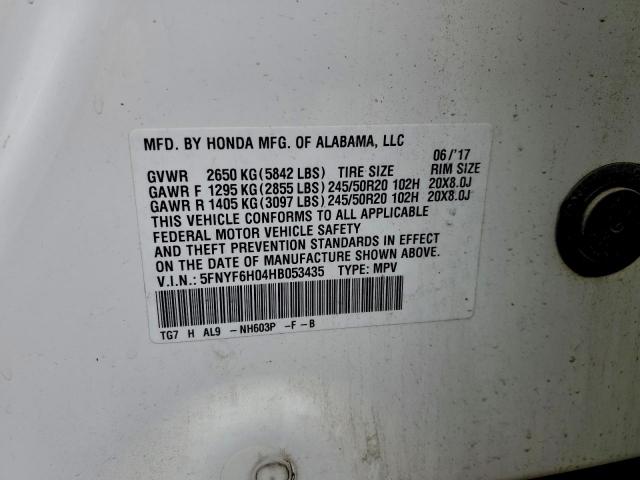 MFD. BY HONDA MFG. OF ALABAMA, LLC 06/'17
GVWR 2650 KG (5842 LBS) TIRE SIZE RIM SIZE
GAWR F 1295 KG (2855 LBS) 245/50R20 102H 20X8.0J
GAWR R 1405 KG (3097 LBS) 245/50R20 102H 20X8.0J
THIS VEHICLE CONFORMS TO ALL APPLICABLE
FEDERAL MOTOR VEHICLE SAFETY
AND THEFT PREVENTION STANDARDS IN EFFECT
ON THE DATE OF MANUFACTURE SHOWN ABOVE.
V.I.N.: 5FNYF6H04HB053435 TYPE: MPV
TG7 H AL9 -NH603P -F-B